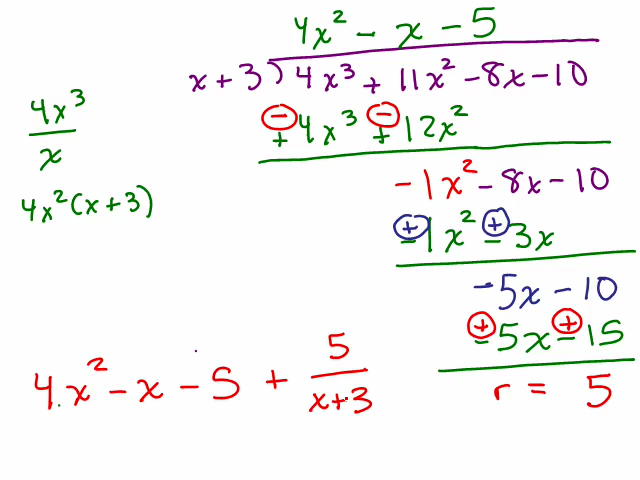 4x² - x - 5
x + 3 ) 4x³ + 11x² - 8x - 10
4x³
x
⊖ ⊖
+ 4x³ + 12x²
4x² (x + 3)
- 1x² - 8x - 10
⊕ ⊕
- 1x² - 3x
- 5x - 10
⊕ ⊕
- 5x - 15
r = 5
4x² - x - 5 + 5
x+3